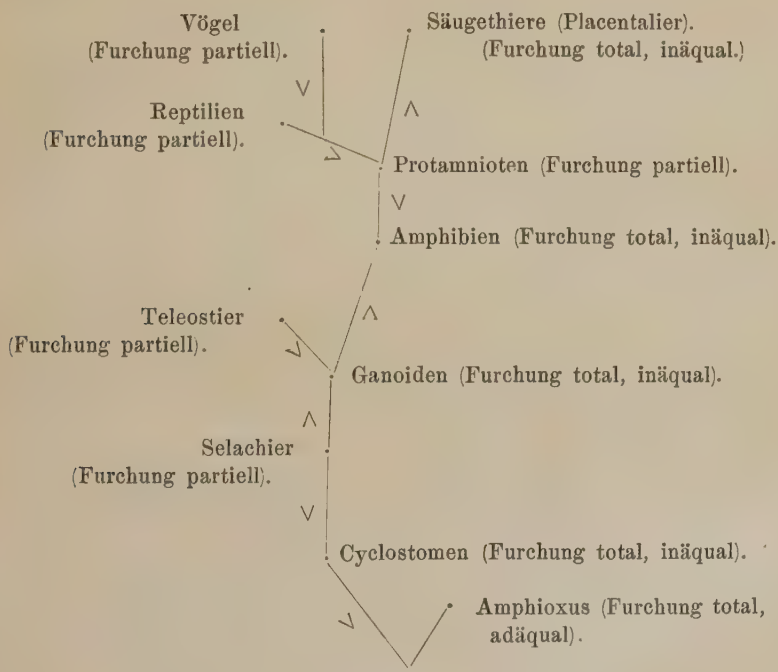 Vögel
(Furchung partiell).
Säugethiere (Placentalier).
(Furchung total, inäqual.)
V
Λ
Reptilien
(Furchung partiell).
V
Protamnioten (Furchung partiell).
V
Amphibien (Furchung total, inäqual).
Λ
Teleostier
(Furchung partiell).
V
Ganoiden (Furchung total, inäqual).
Λ
Selachier
(Furchung partiell).
V
Cyclostomen (Furchung total, inäqual).
V
Amphioxus (Furchung total,
adäqual).